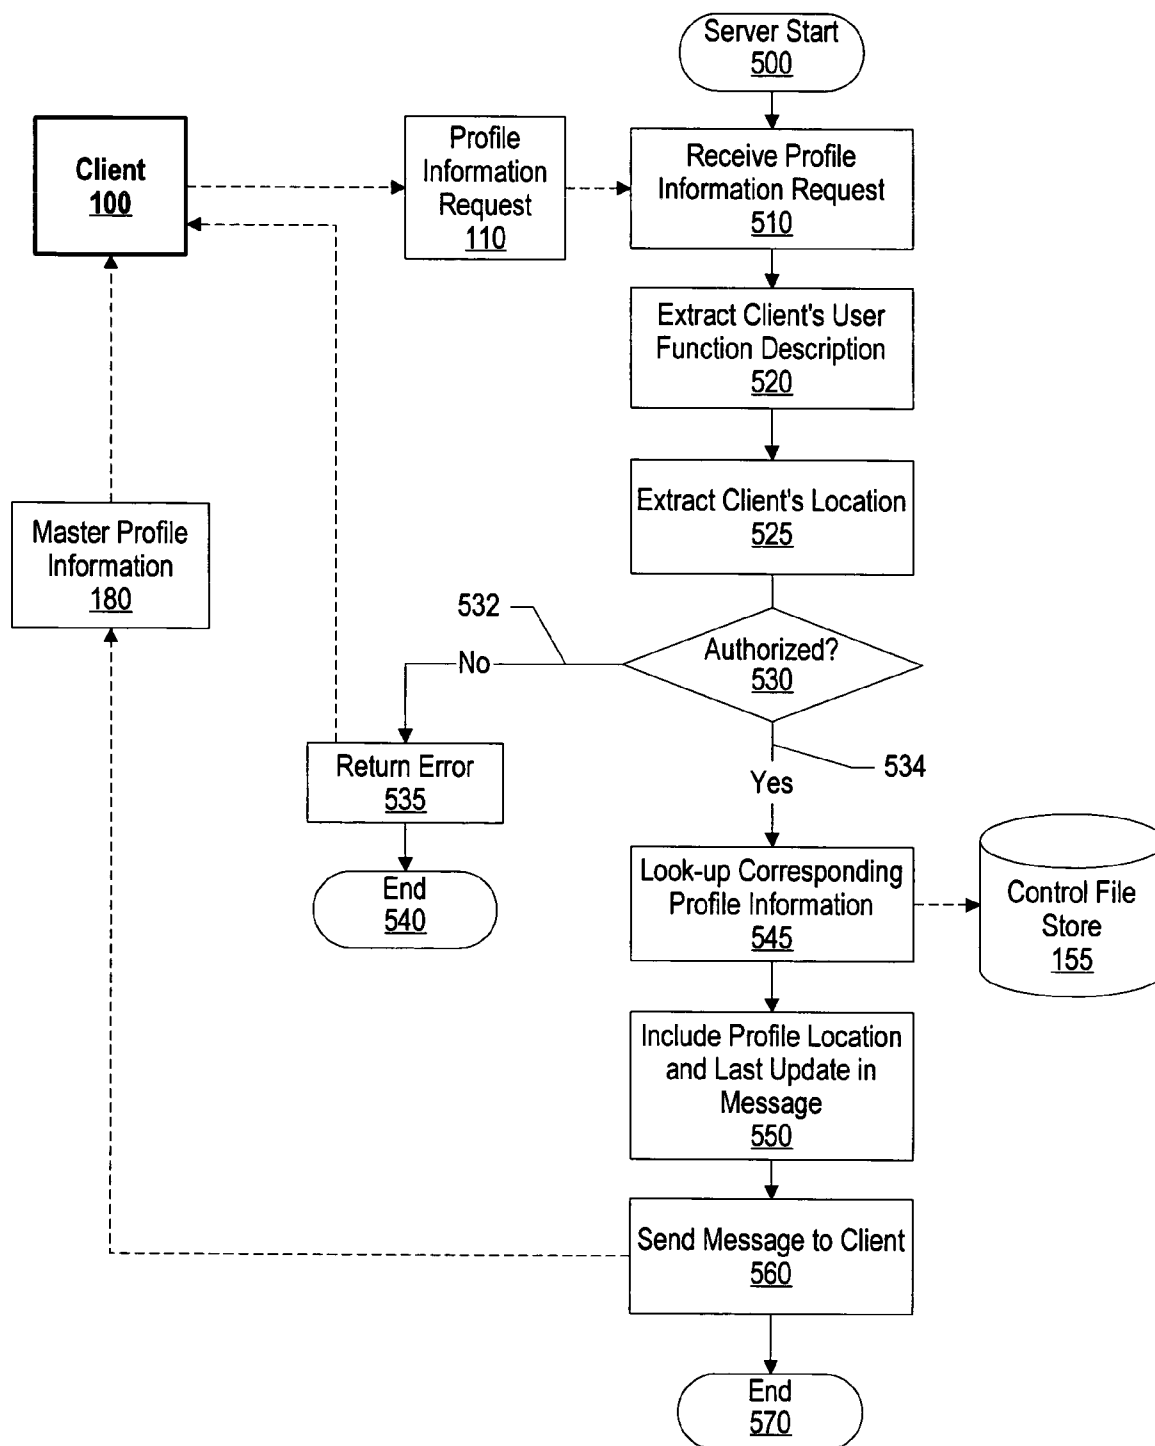 Server Start
500
Client
100
Profile
Information
Request
110
Receive Profile
Information Request
510
Extract Client's User
Function Description
520
Extract Client's Location
525
Master Profile
Information
180
532
No
Authorized?
530
534
Yes
Return Error
535
End
540
Look-up Corresponding
Profile Information
545
Control File
Store
155
Include Profile Location
and Last Update in
Message
550
Send Message to Client
560
End
570